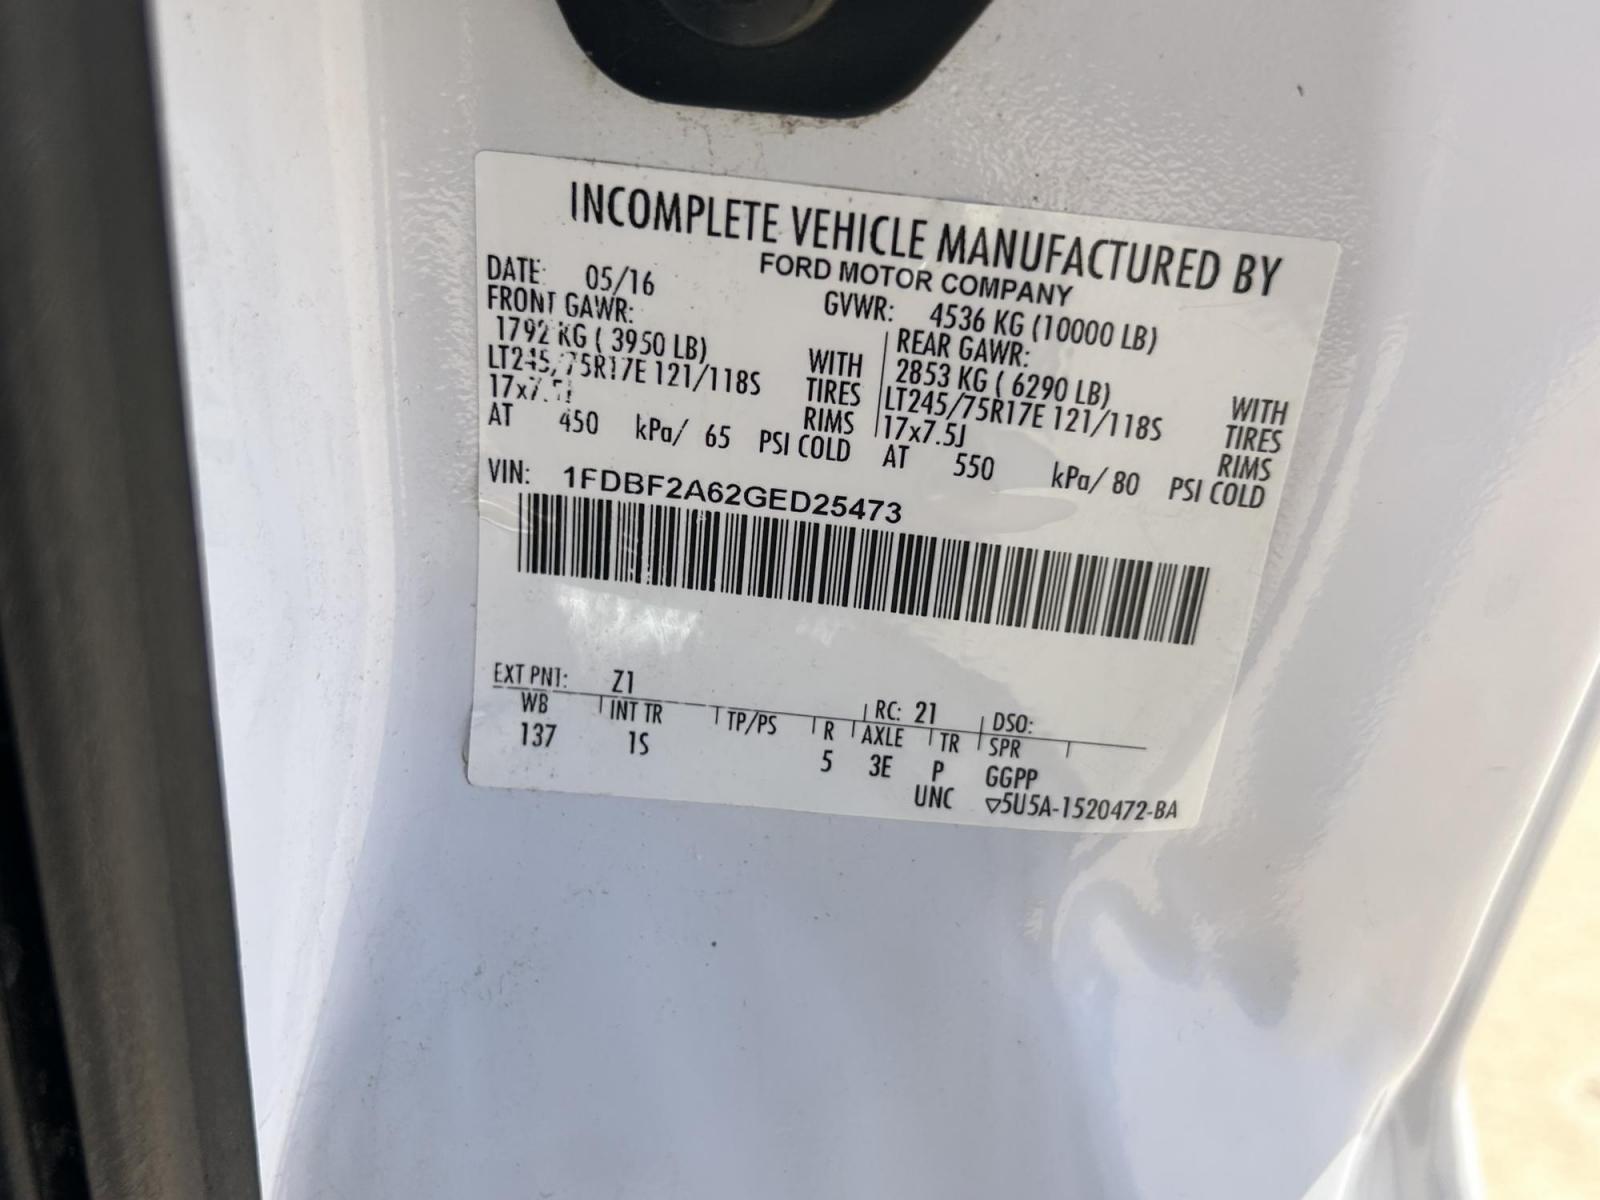 INCOMPLETE VEHICLE MANUFACTURED BY
FORD MOTOR COMPANY
DATE: 05/16 GVWR: 4536 KG (10000 LB)
FRONT GAWR: REAR GAWR:
1792 KG ( 3950 LB) WITH 2853 KG ( 6290 LB) WITH
LT245/75R17E 121/118S TIRES LT245/75R17E 121/118S TIRES
17x7.5J RIMS 17x7.5J RIMS
AT 450 kPa/ 65 PSI COLD AT 550 kPa/ 80 PSI COLD
VIN: 1FDBF2A62GED25473
EXT PNT: Z1 RC: 21 DSO:
WB INT TR TP/PS R AXLE TR SPR
137 1S 5 3E P GGPP
UNC ▽5U5A-1520472-BA